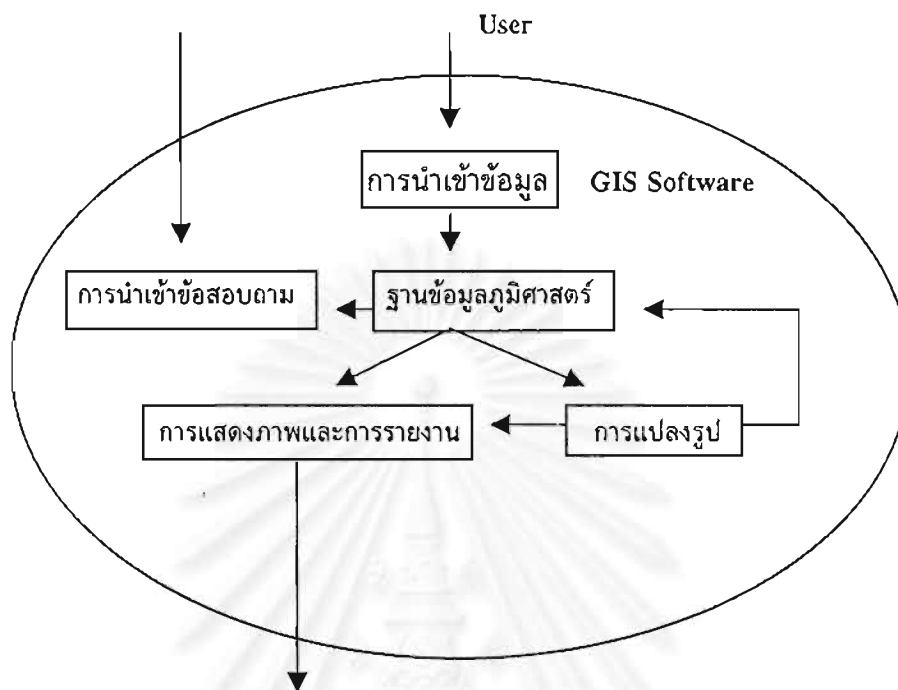 User
การนำเข้าข้อมูล
GIS Software
การนำเข้าข้อสอบถาม
ฐานข้อมูลภูมิศาสตร์
การแสดงภาพและการรายงาน
การแปลงรูป